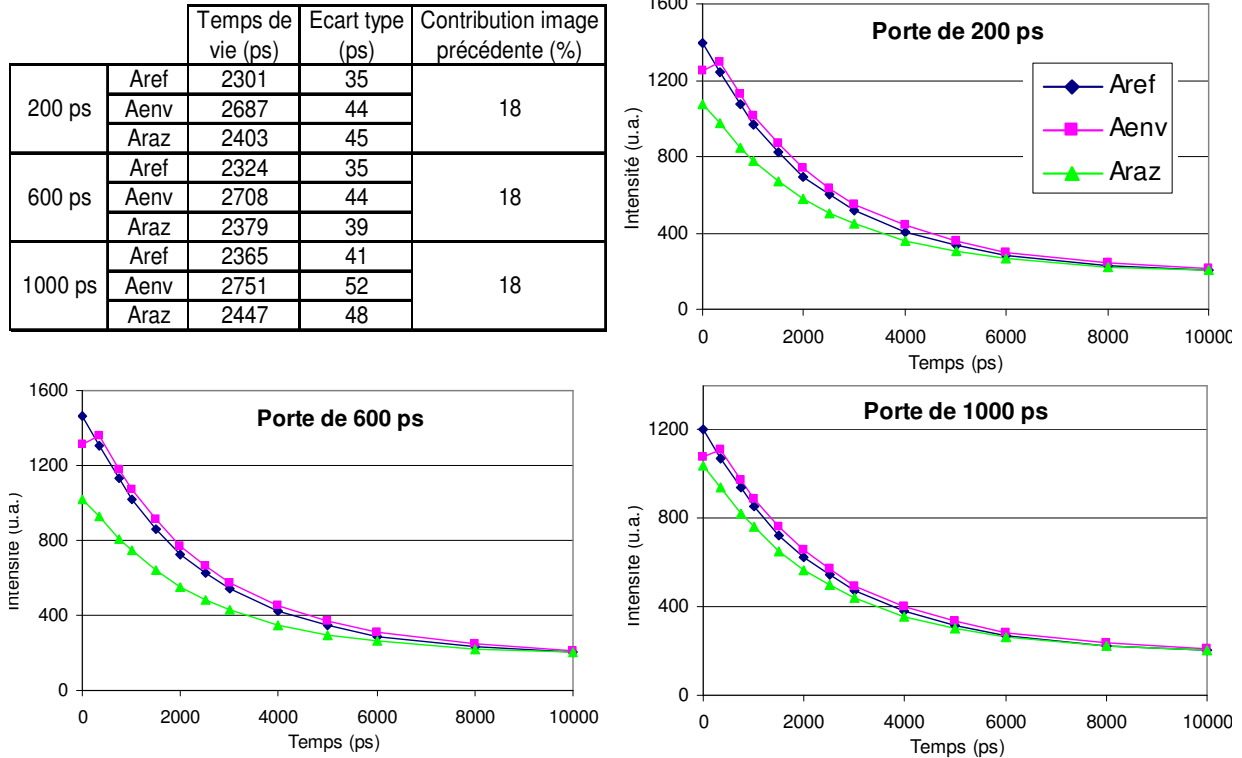 Temps de vie (ps) Ecart type (ps) Contribution image précédente (%)
200 ps Aref 2301 35 18
Aenv 2687 44
Araz 2403 45
600 ps Aref 2324 35 18
Aenv 2708 44
Araz 2379 39
1000 ps Aref 2365 41 18
Aenv 2751 52
Araz 2447 48
Porte de 200 ps
Intensité (u.a.)
1600
1200
800
400
0
0 2000 4000 6000 8000 10000
Temps (ps)
Aref
Aenv
Araz
Porte de 600 ps
Intensité (u.a.)
1600
1200
800
400
0
0 2000 4000 6000 8000 10000
Temps (ps)
Porte de 1000 ps
Intensite (u.a.)
1200
800
400
0
0 2000 4000 6000 8000 10000
Temps (ps)